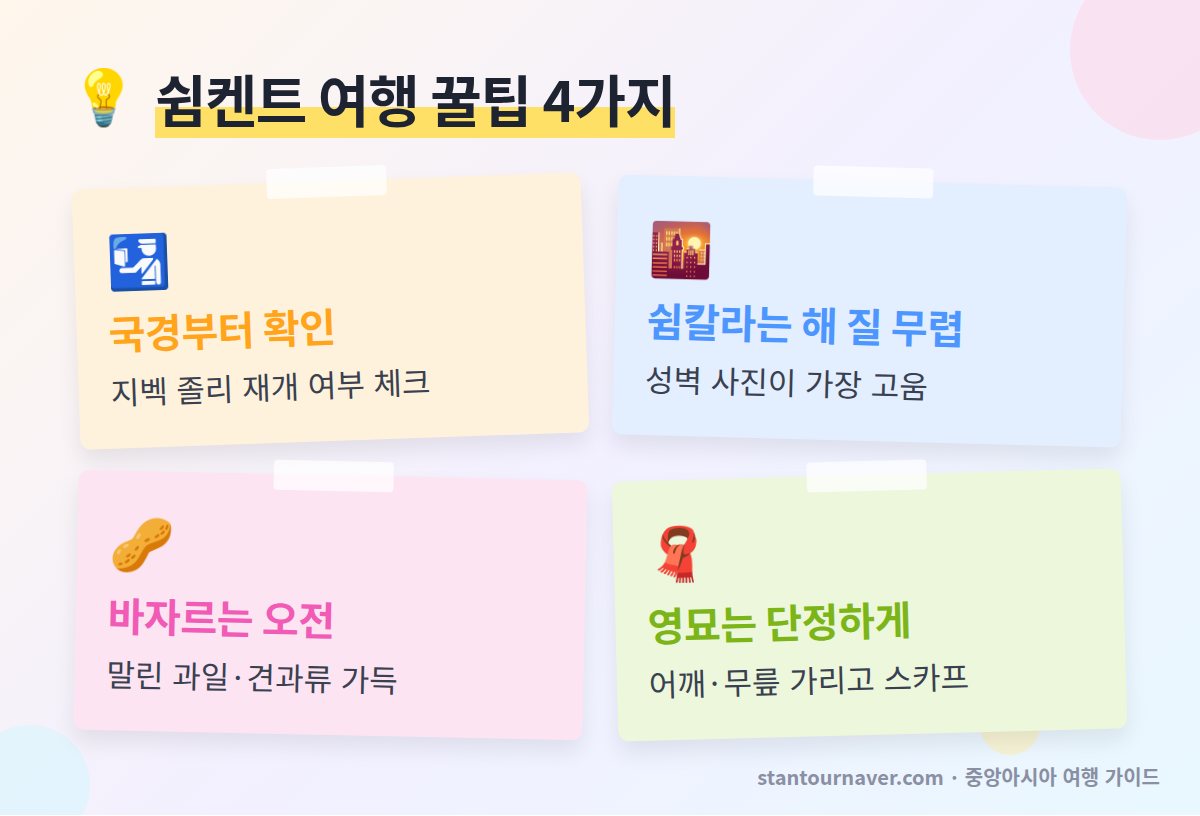 쉼켄트 여행 꿀팁 4가지
국경부터 확인
지벡 졸리 재개 여부 체크
쉼칼라는 해 질 무렵
성벽 사진이 가장 고움
바자르는 오전
말린 과일·견과류 가득
영묘는 단정하게
어깨·무릎 가리고 스카프
stantournaver.com · 중앙아시아 여행 가이드